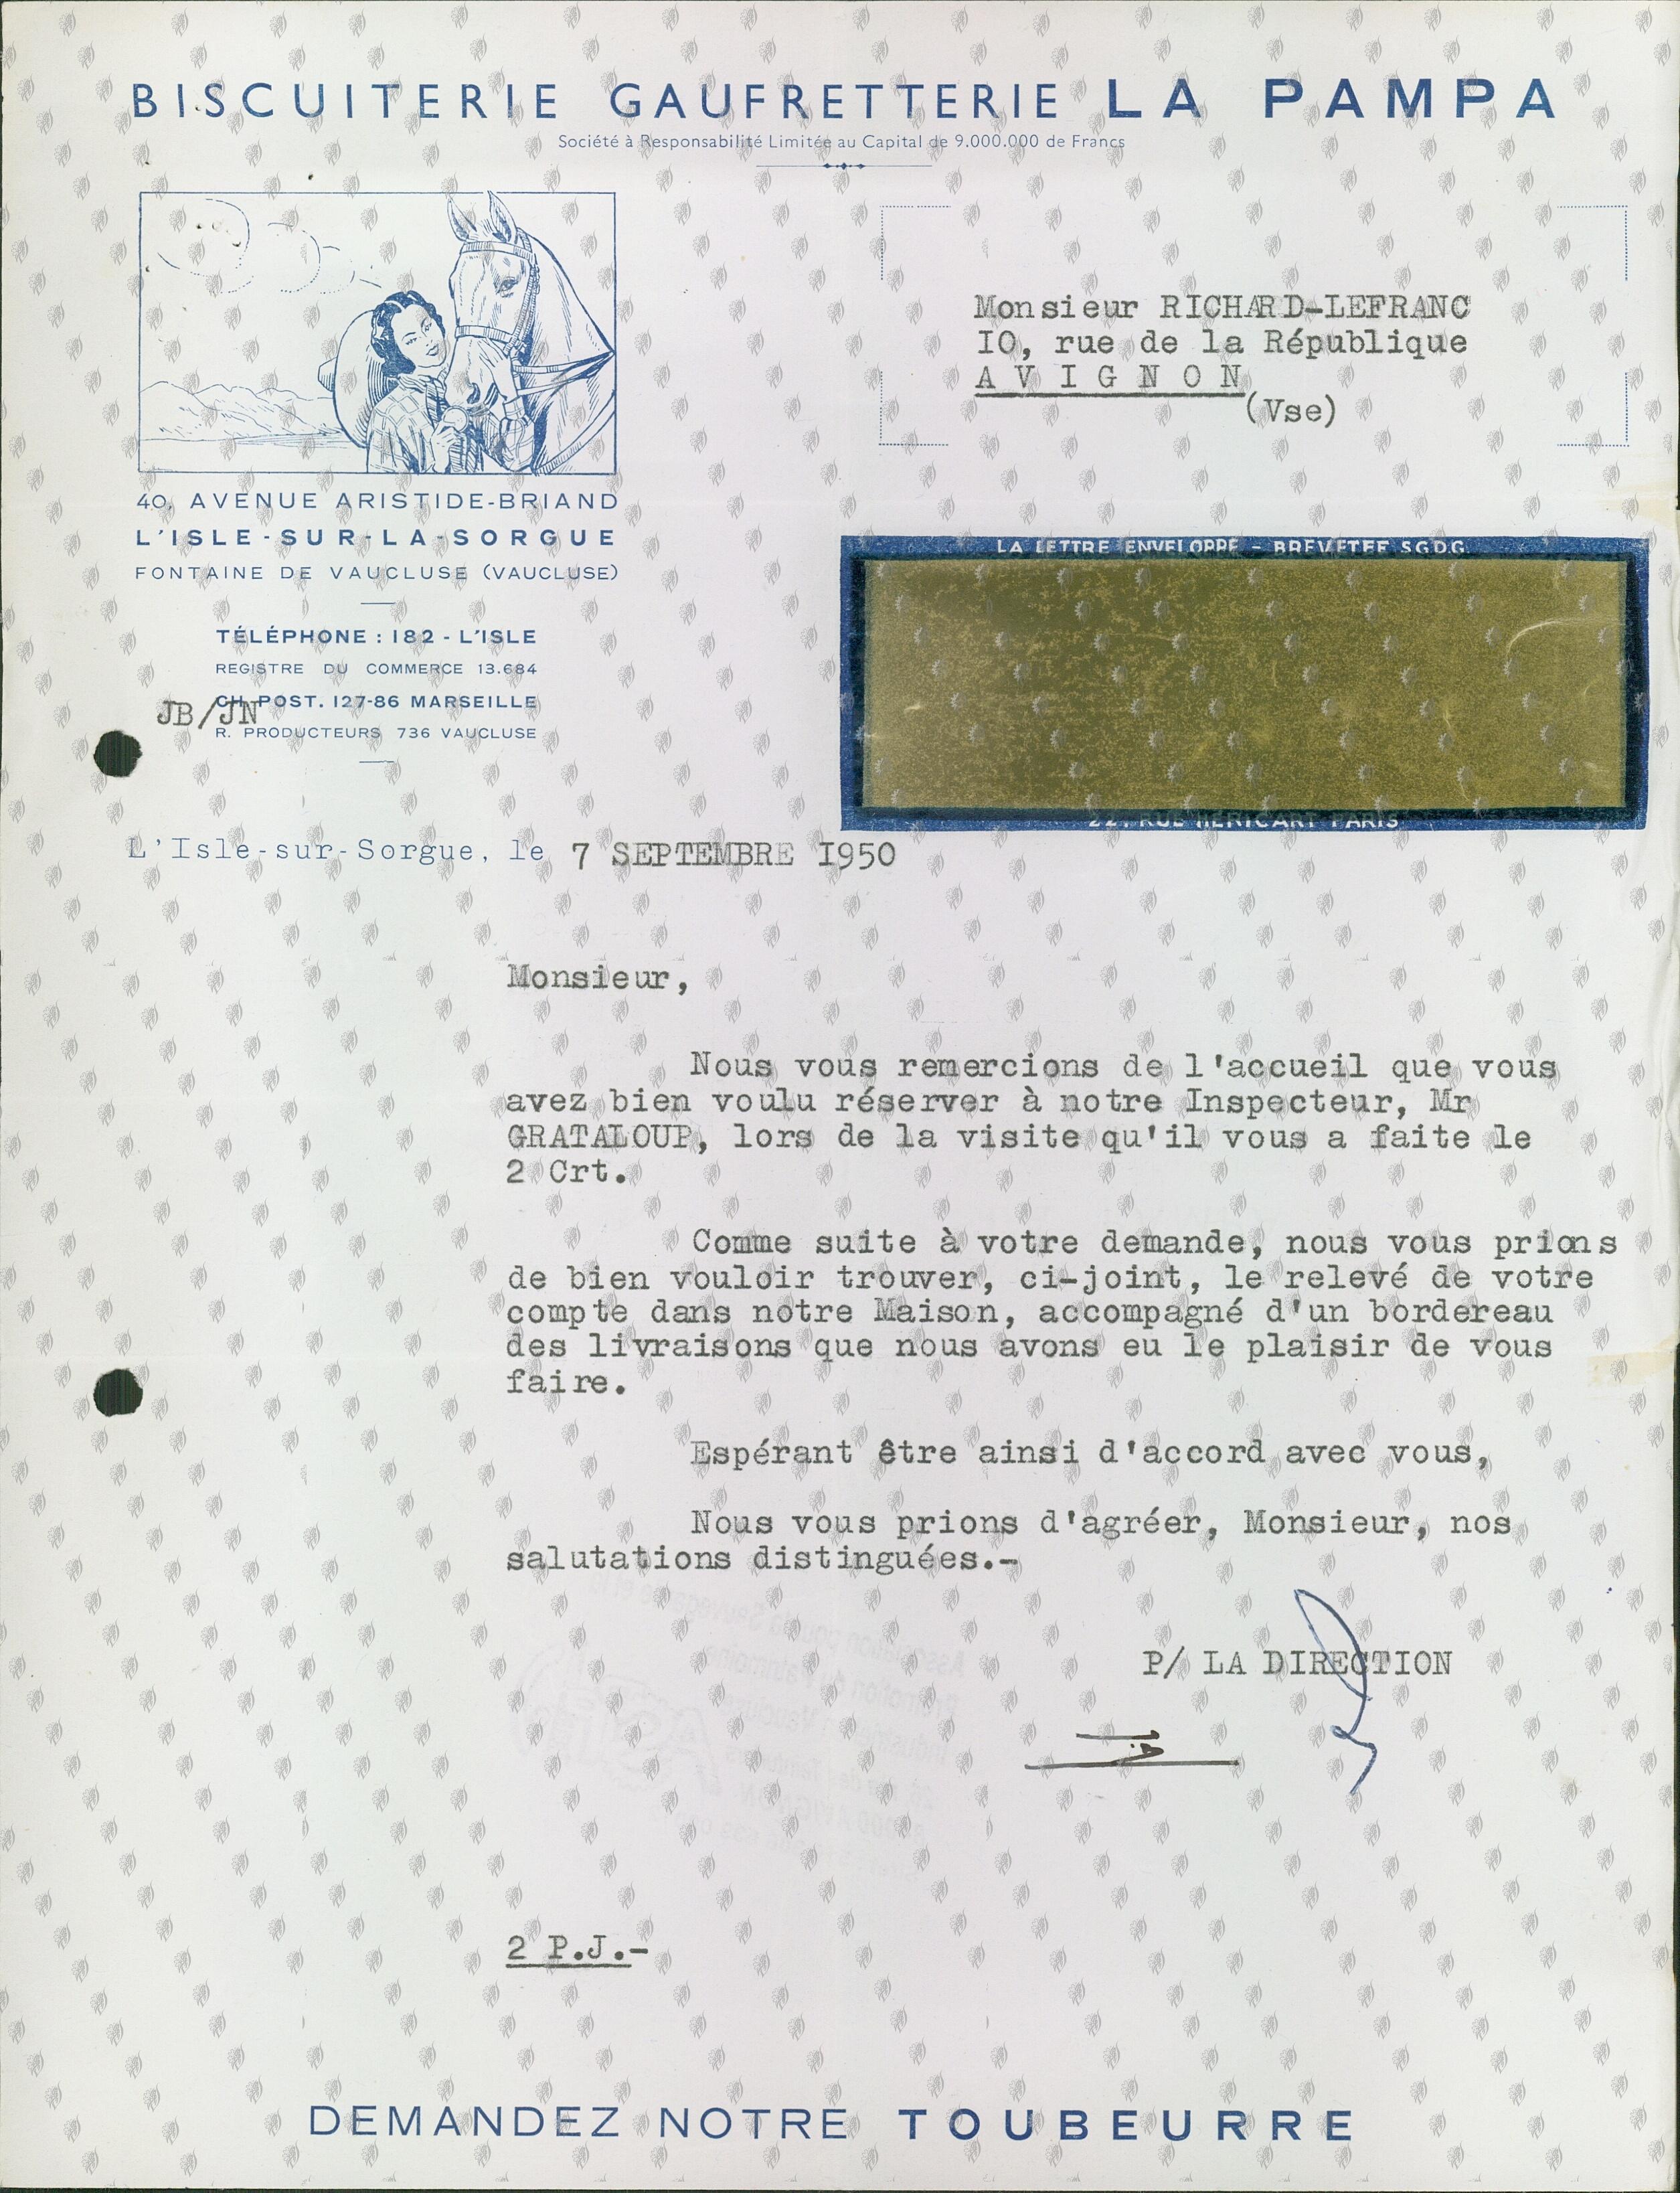 BISCUITERIE GAUFRETTERIE LA PAMPA
Société à Responsabilité Limitée au Capital de 9.000.000 de Francs
Monsieur RICHARD-LEFRANC
IO, rue de la République
AVIGNON
(Vse)
40, AVENUE ARISTIDE-BRIAND
L'ISLE-SUR-LA-SORGUE
FONTAINE DE VAUCLUSE (VAUCLUSE)
TÉLÉPHONE : 182 - L'ISLE
REGISTRE DU COMMERCE 13.684
CH. POST. 127-86 MARSEILLE
JB/JN
R. PRODUCTEURS 736 VAUCLUSE
LA LETTRE ENVELOPPE - BREVETEE S.G.D.G.
22, RUE HERICART PARIS
L'Isle-sur-Sorgue, le 7 SEPTEMBRE I950
Monsieur,
Nous vous remercions de l'accueil que vous
avez bien voulu réserver à notre Inspecteur, Mr
GRATALOUP, lors de la visite qu'il vous a faite le
2 Crt.
Comme suite à votre demande, nous vous prions
de bien vouloir trouver, ci-joint, le relevé de votre
compte dans notre Maison, accompagné d'un bordereau
des livraisons que nous avons eu le plaisir de vous
faire.
Espérant être ainsi d'accord avec vous,
Nous vous prions d'agréer, Monsieur, nos
salutations distinguées.-
P/ LA DIRECTION
2 P.J.-
DEMANDEZ NOTRE TOUBEURRE